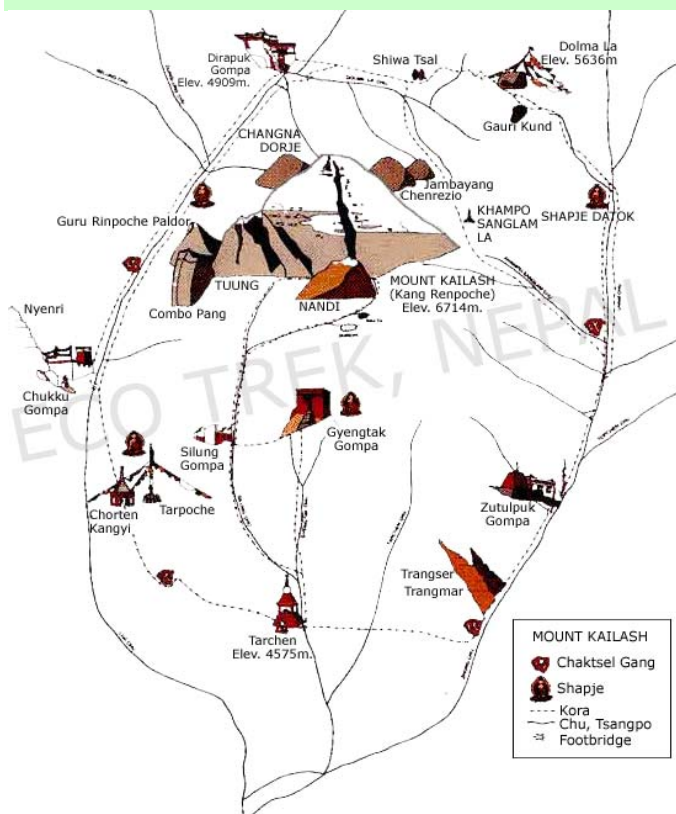 Dirapuk
Gompa
Elev. 4909m.
Shiwa Tsal
Dolma La
Elev. 5636m
Gauri Kund
CHANGNA
DORJE
Jambayang
Chenrezio
KHAMPO
SANGLAM
LA
SHAPJE DATOK
Guru Rinpoche Paldor
TUUNG
Combo Pang
NANDI
MOUNT KAILASH
(Kang Renpoche)
Elev. 6714m.
Nyenri
Chukku
Gompa
ECO TREK, NEPAL
Silung
Gompa
Gyengtak
Gompa
Chorten
Kangyi
Tarpoche
Zutulpuk
Gompa
Trangser
Trangmar
Tarchen
Elev. 4575m.
MOUNT KAILASH
Chaktsel Gang
Shapje
Kora
Chu, Tsangpo
Footbridge